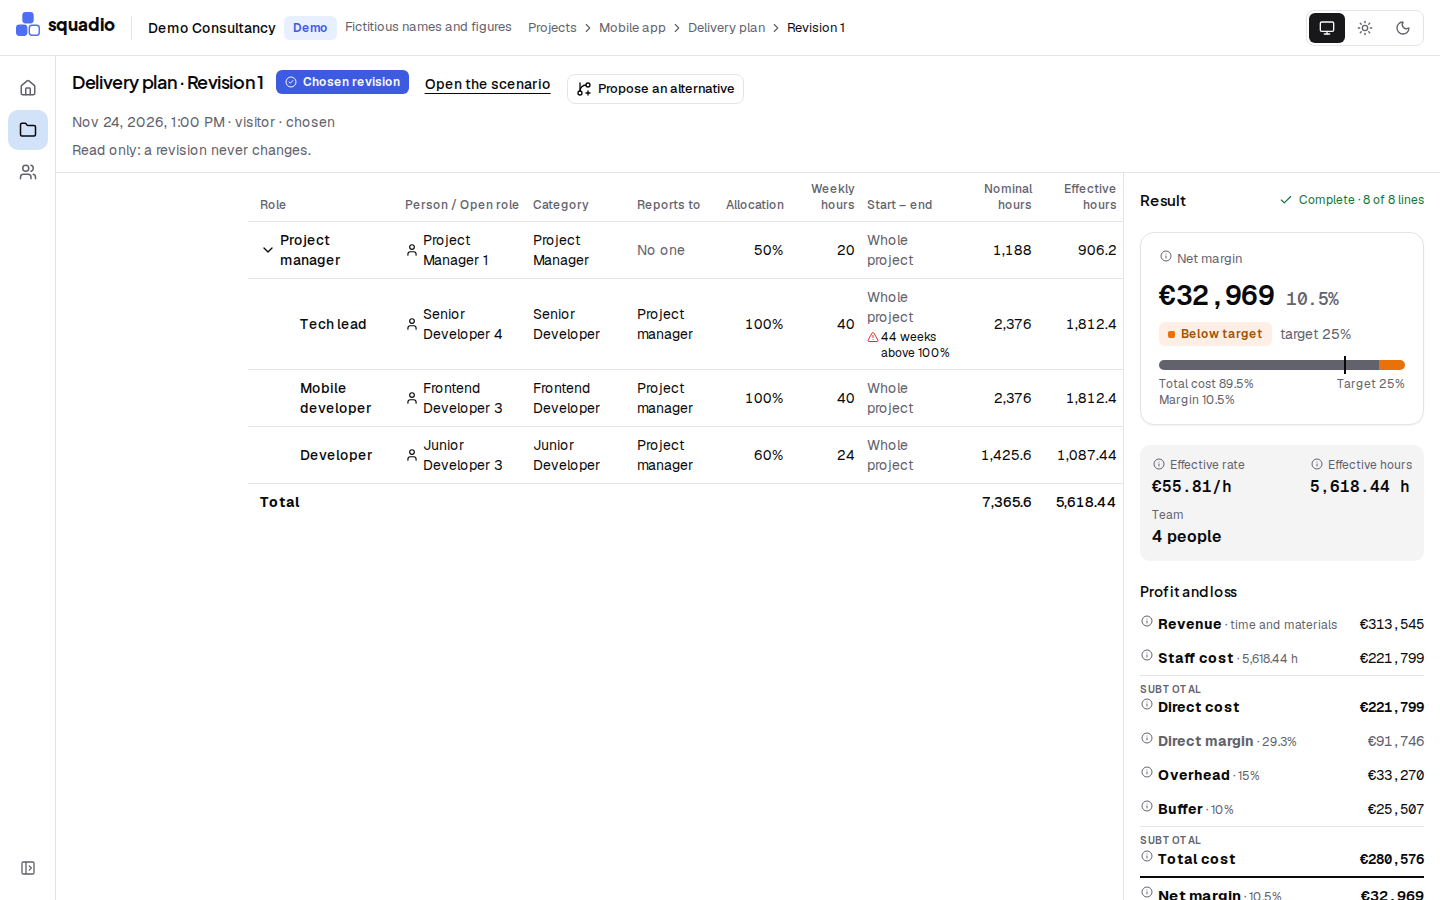 squadio
Demo Consultancy
Demo
Fictitious names and figures
Projects
Mobile app
Delivery plan
Revision 1
Delivery plan · Revision 1
Chosen revision
Open the scenario
Propose an alternative
Nov 24, 2026, 1:00 PM · visitor · chosen
Read only: a revision never changes.
Role
Person / Open role
Category
Reports to
Allocation
Weekly
hours
Start – end
Nominal
hours
Effective
hours
Project
manager
Project
Manager 1
Project
Manager
No one
50%
20
Whole
project
1,188
906.2
Tech lead
Senior
Developer 4
Senior
Developer
Project
manager
100%
40
Whole
project
44 weeks
above 100%
2,376
1,812.4
Mobile
developer
Frontend
Developer 3
Frontend
Developer
Project
manager
100%
40
Whole
project
2,376
1,812.4
Developer
Junior
Developer 3
Junior
Developer
Project
manager
60%
24
Whole
project
1,425.6
1,087.44
Total
7,365.6
5,618.44
Result
Complete · 8 of 8 lines
Net margin
€32,969 10.5%
Below target
target 25%
Total cost 89.5%
Target 25%
Margin 10.5%
Effective rate
€55.81/h
Effective hours
5,618.44 h
Team
4 people
Profit and loss
Revenue · time and materials €313,545
Staff cost · 5,618.44 h €221,799
SUBTOTAL
Direct cost €221,799
Direct margin · 29.3% €91,746
Overhead · 15% €33,270
Buffer · 10% €25,507
SUBTOTAL
Total cost €280,576
Net margin · 10.5% €32,969